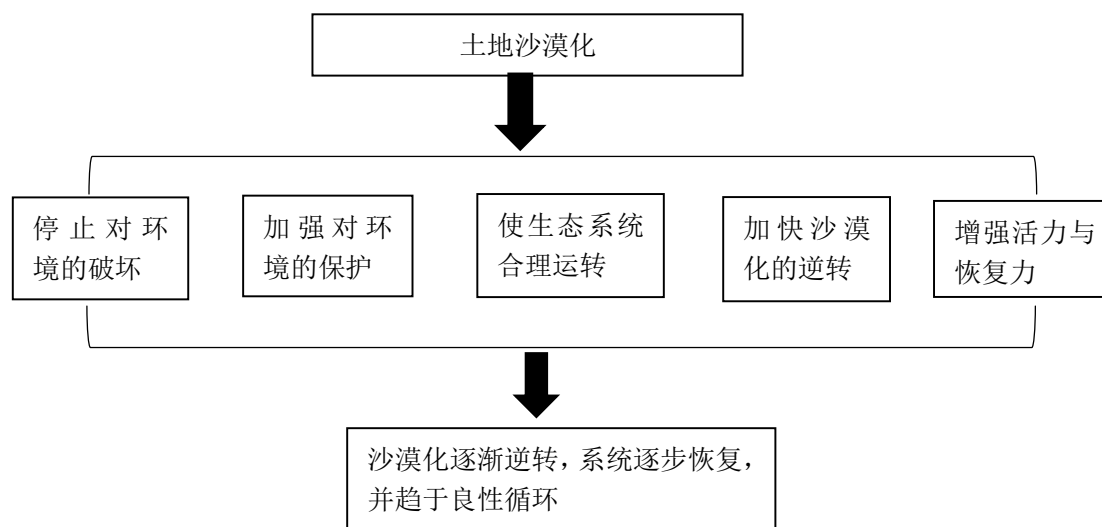 土地沙漠化
停止对环
境的破坏
加强对环
境的保护
使生态系统
合理运转
加快沙漠
化的逆转
增强活力与
恢复力
沙漠化逐渐逆转，系统逐步恢复，
并趋于良性循环